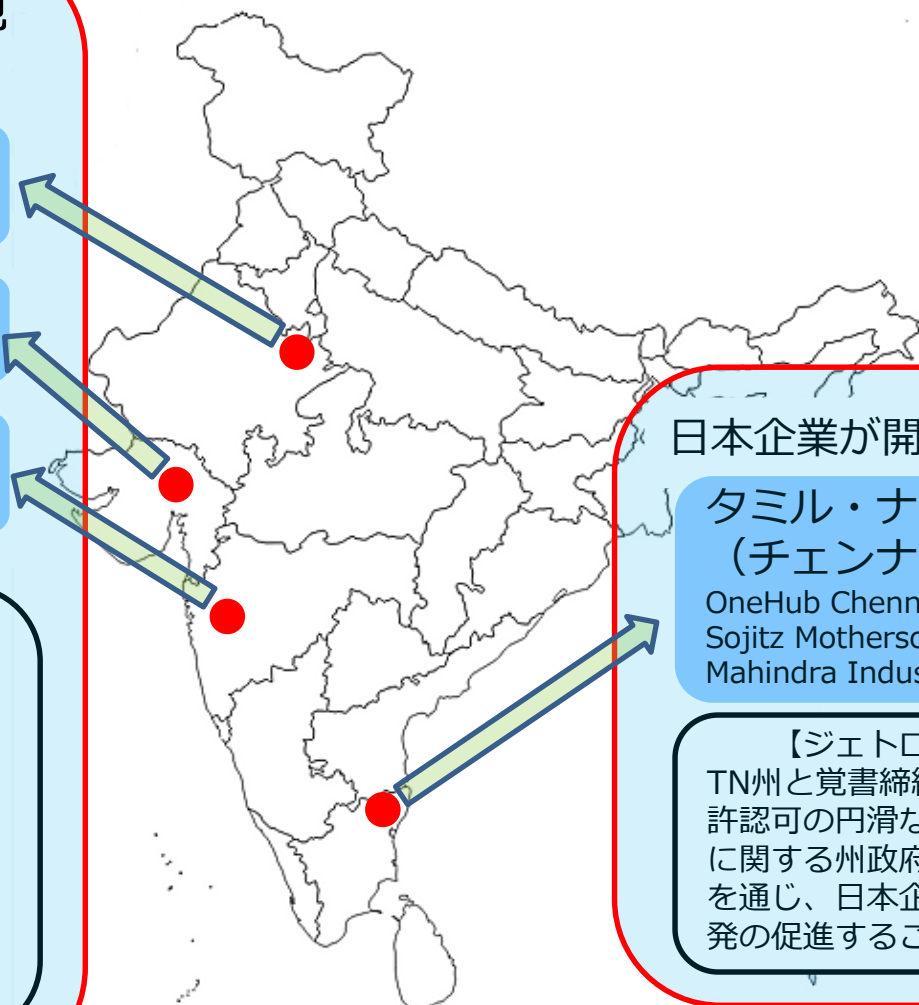 日本企業が開
タミル・ナ
（チェンナ
OneHub Chenn
Sojitz Motherso
Mahindra Indus
【ジェトロ
TN州と覚書締
許認可の円滑な
に関する州政府
を通じ、日本企
発の促進するこ